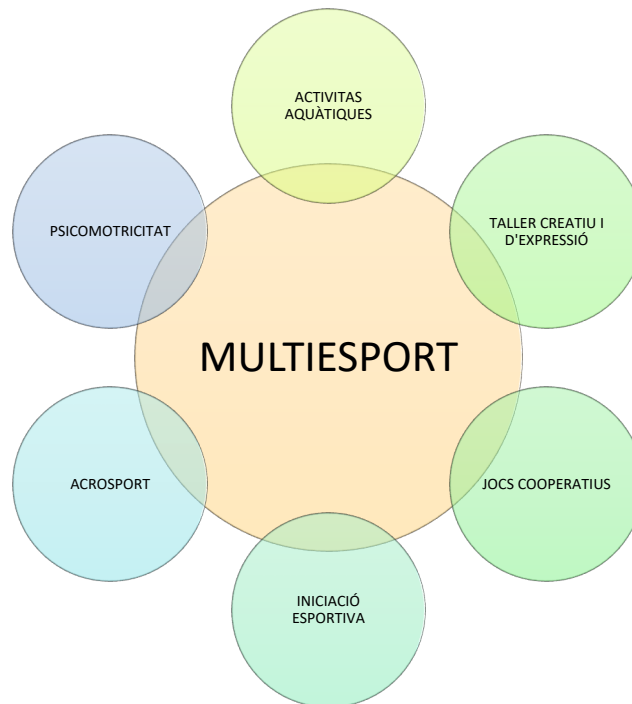 ACTIVITAS
AQUÀTIQUES
PSICOMOTRICITAT
TALLER CREATIU I
D'EXPRESSIÓ
MULTIESPORT
ACROSPORT
JOCS COOPERATIUS
INICIACIÓ
ESPORTIVA